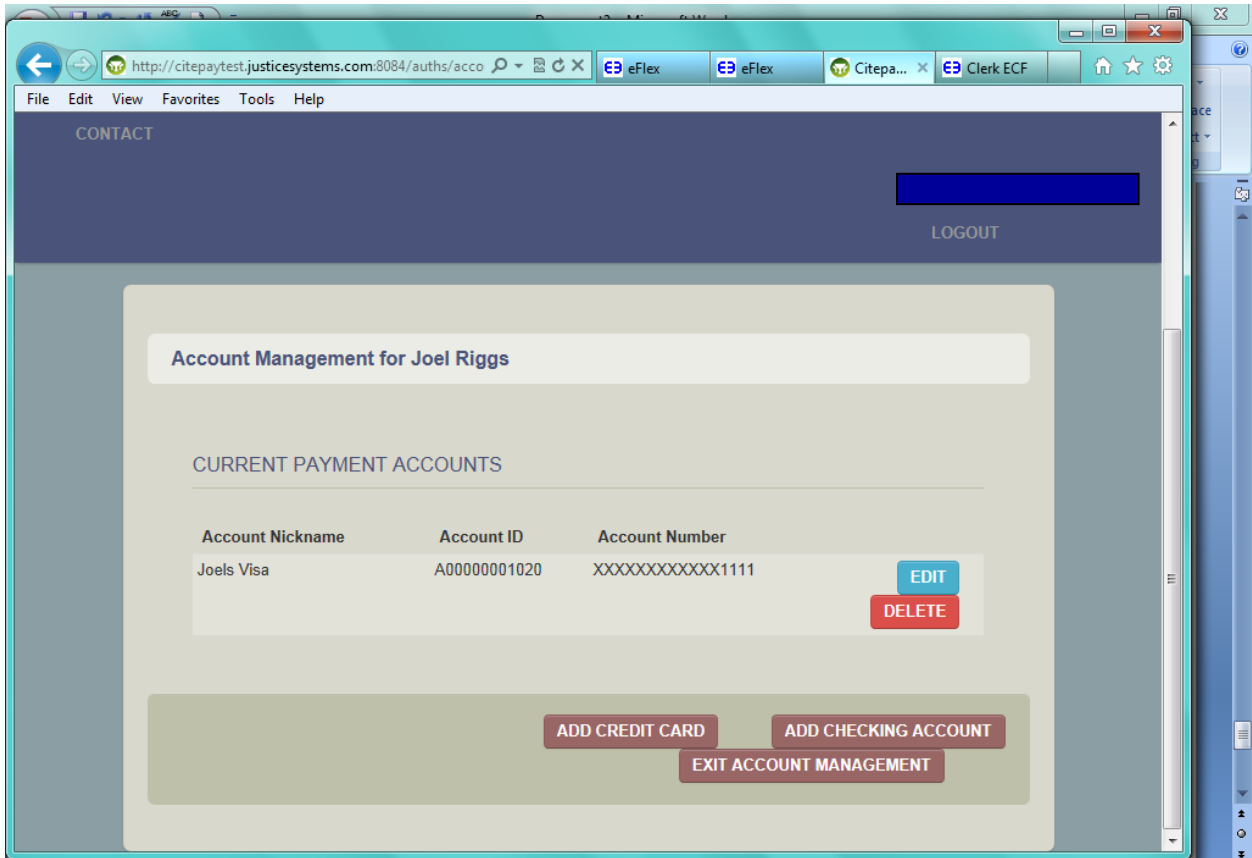 ABC
http://citepaytest.justicesystems.com:8084/auths/acco
eFlex
eFlex
Citepa...
Clerk ECF
File Edit View Favorites Tools Help
CONTACT
LOGOUT
Account Management for Joel Riggs
CURRENT PAYMENT ACCOUNTS
Account Nickname Account ID Account Number
Joels Visa A00000001020 XXXXXXXXXXXX1111
EDIT
DELETE
ADD CREDIT CARD ADD CHECKING ACCOUNT
EXIT ACCOUNT MANAGEMENT